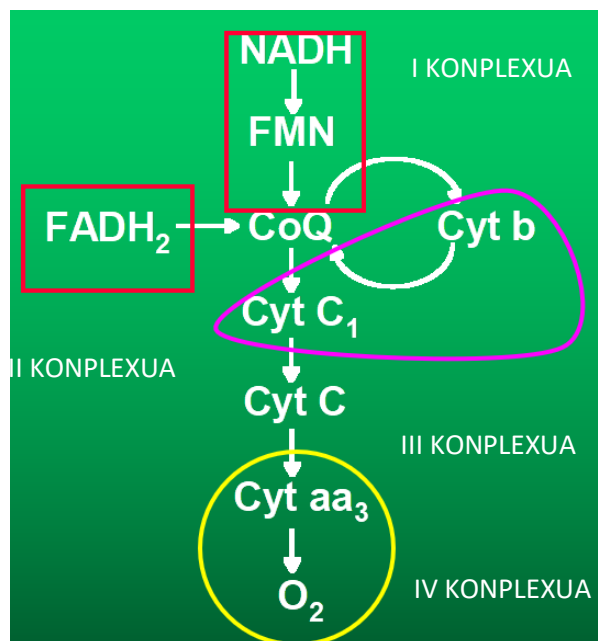 NADH
I KONPLEXUA
FMN
FADH₂
CoQ
Cyt b
Cyt C₁
II KONPLEXUA
Cyt C
III KONPLEXUA
Cyt aa₃
O₂
IV KONPLEXUA